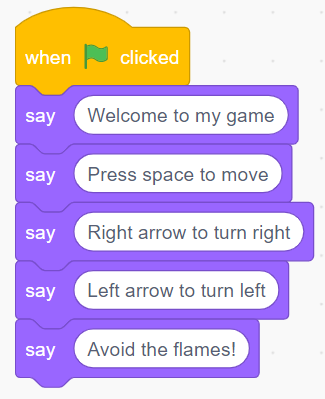 when clicked
say Welcome to my game
say Press space to move
say Right arrow to turn right
say Left arrow to turn left
say Avoid the flames!